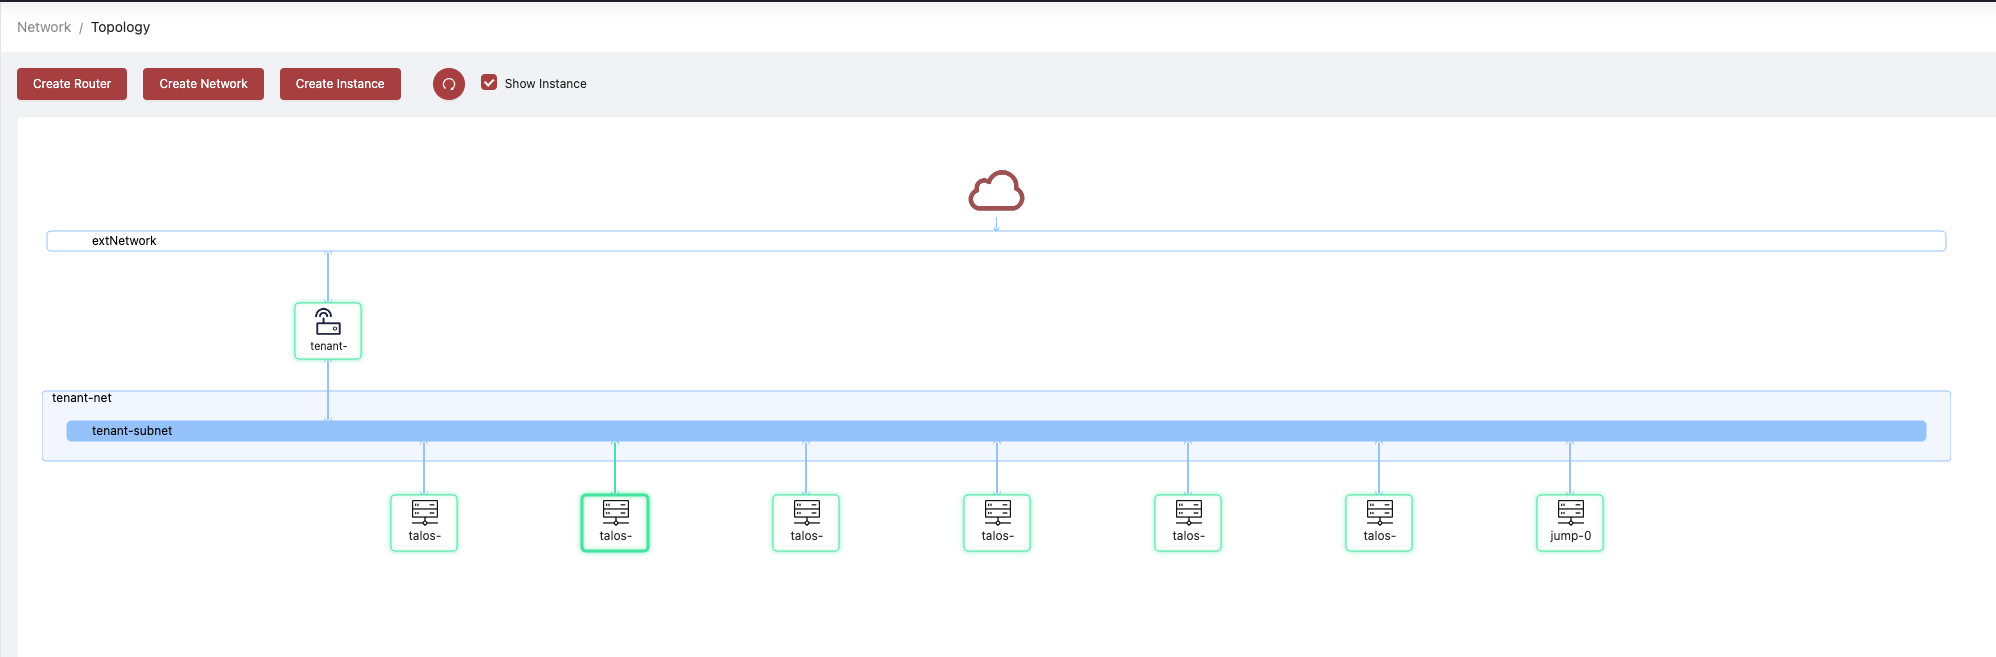 Network / Topology
Create Router Create Network Create Instance Show Instance
extNetwork
tenant-
tenant-net
tenant-subnet
talos- talos- talos- talos- talos- talos- jump-0